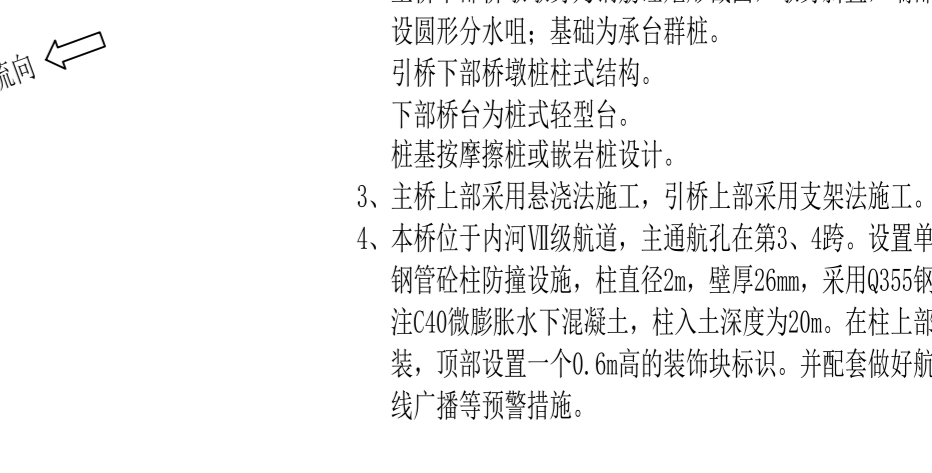 设圆形分水咀；基础为承台群桩。
流向
引桥下部桥墩桩柱式结构。
下部桥台为桩式轻型台。
桩基按摩擦桩或嵌岩桩设计。
3、主桥上部采用悬浇法施工，引桥上部采用支架法施工。
4、本桥位于内河Ⅶ级航道，主通航孔在第3、4跨。设置单
钢管砼柱防撞设施，柱直径2m，壁厚26mm，采用Q355钢
注C40微膨胀水下混凝土，柱入土深度为20m。在柱上部
装，顶部设置一个0.6m高的装饰块标识。并配套做好航
线广播等预警措施。